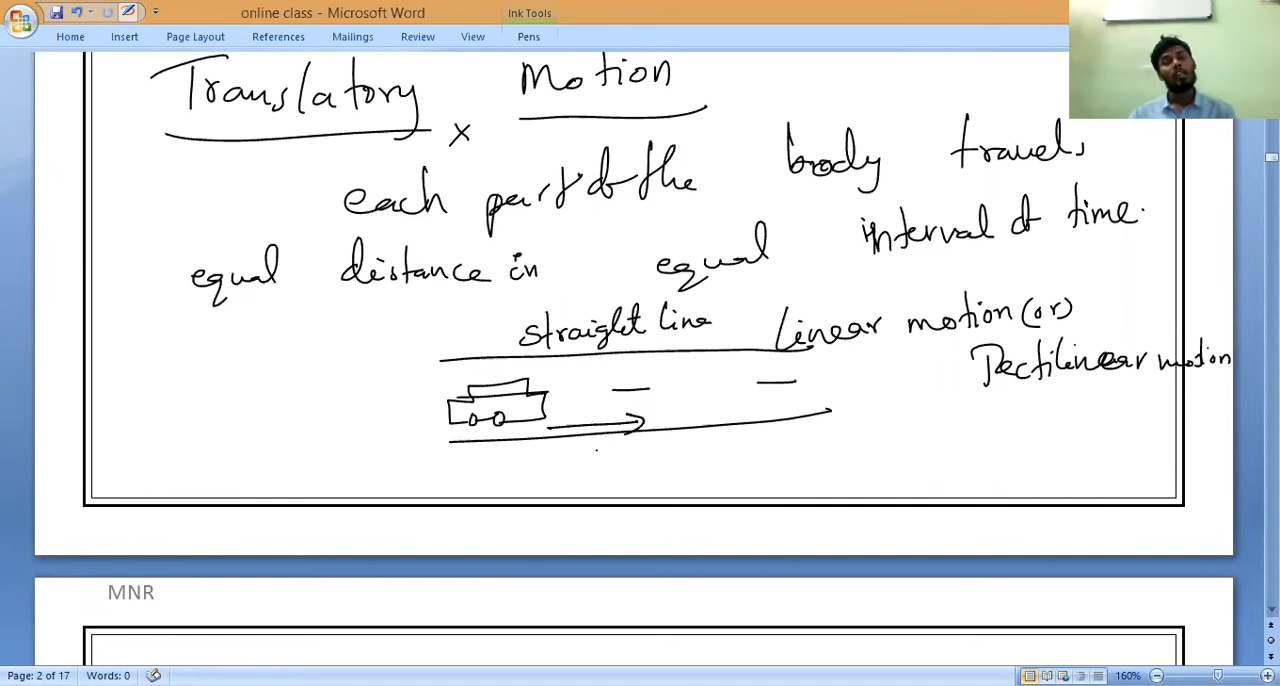 online class - Microsoft Word
Ink Tools
Home Insert Page Layout References Mailings Review View Pens
Translatory Motion
x
each part of the body travels
equal distance in equal interval of time.
straight line Linear motion (or)
Rectilinear motion
MNR
Page: 2 of 17 Words: 0 160%